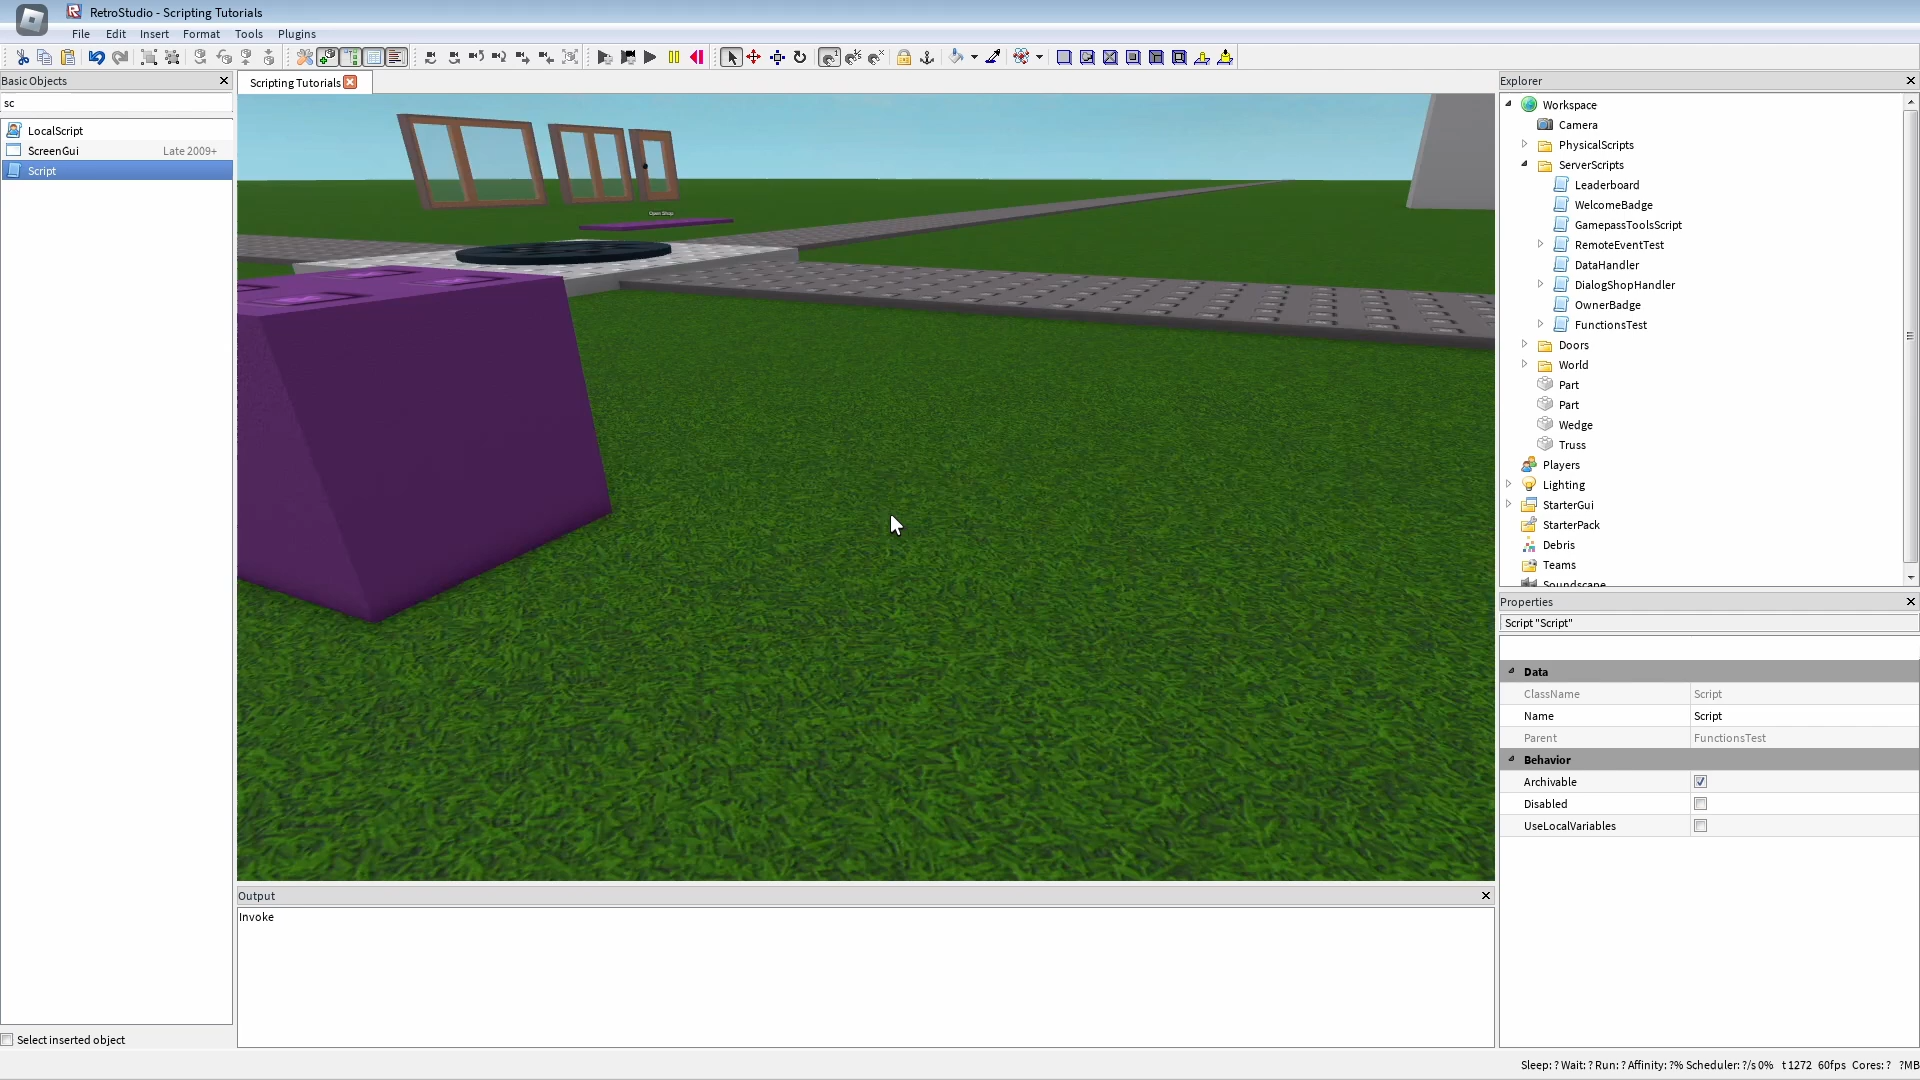 RetroStudio - Scripting Tutorials
File Edit Insert Format Tools Plugins
Basic Objects
sc
LocalScript
ScreenGui Late 2009+
Script
Select inserted object
Scripting Tutorials
Open Shop
Output
Invoke
Explorer
Workspace
Camera
PhysicalScripts
ServerScripts
Leaderboard
WelcomeBadge
GamepassToolsScript
RemoteEventTest
DataHandler
DialogShopHandler
OwnerBadge
FunctionsTest
Doors
World
Part
Part
Wedge
Truss
Players
Lighting
StarterGui
StarterPack
Debris
Teams
Soundscape
Properties
Script "Script"
Data
ClassName Script
Name Script
Parent FunctionsTest
Behavior
Archivable
Disabled
UseLocalVariables
Sleep: ? Wait: ? Run: ? Affinity: ?% Scheduler: ?/s 0% t 1272 60fps Cores: ? ?MB